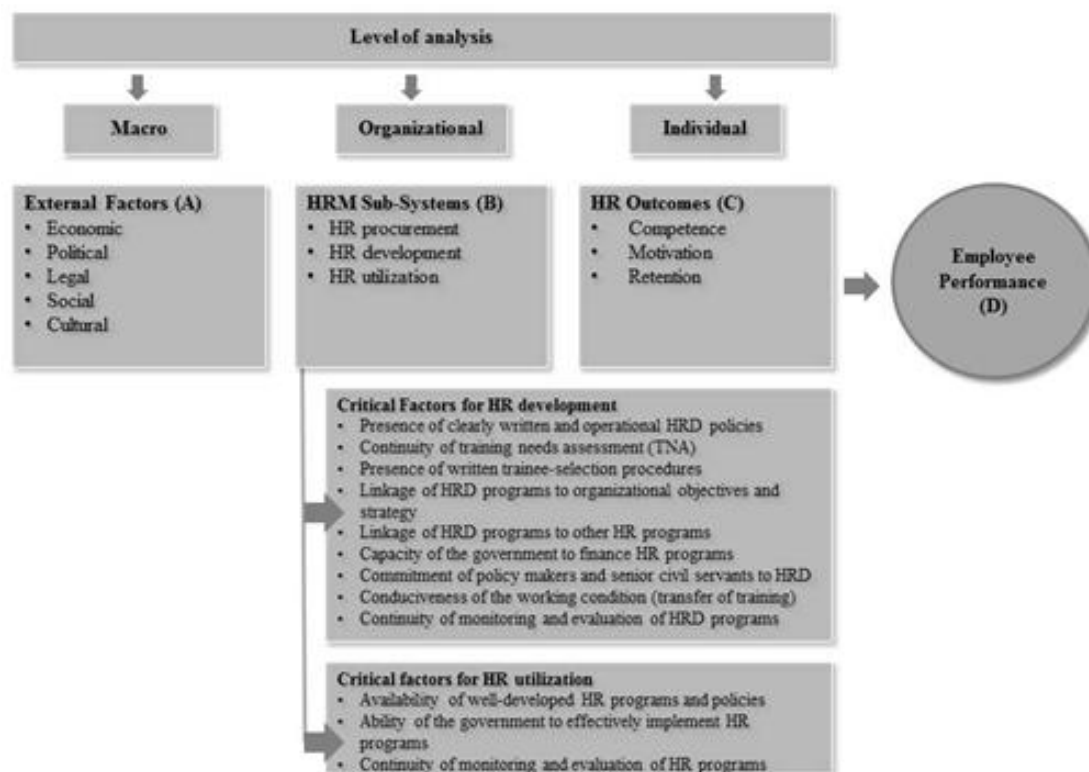 Level of analysis
Macro
Organizational
Individual
External Factors (A)
• Economic
• Political
• Legal
• Social
• Cultural
HRM Sub-Systems (B)
• HR procurement
• HR development
• HR utilization
HR Outcomes (C)
• Competence
• Motivation
• Retention
Employee
Performance
(D)
Critical Factors for HR development
• Presence of clearly written and operational HRD policies
• Continuity of training needs assessment (TNA)
• Presence of written trainee-selection procedures
• Linkage of HRD programs to organizational objectives and
strategy
• Linkage of HRD programs to other HR programs
• Capacity of the government to finance HR programs
• Commitment of policy makers and senior civil servants to HRD
• Conduciveness of the working condition (transfer of training)
• Continuity of monitoring and evaluation of HRD programs
Critical factors for HR utilization
• Availability of well-developed HR programs and policies
• Ability of the government to effectively implement HR
programs
• Continuity of monitoring and evaluation of HR programs